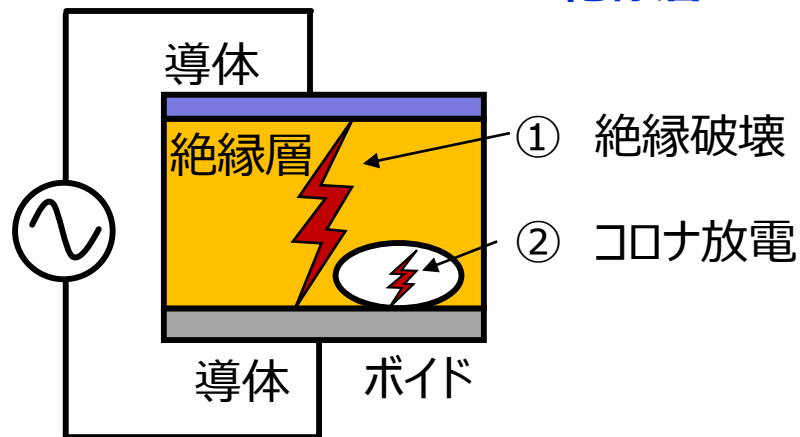 導体
絶縁層
① 絶縁破壊
② コロナ放電
導体
ボイド